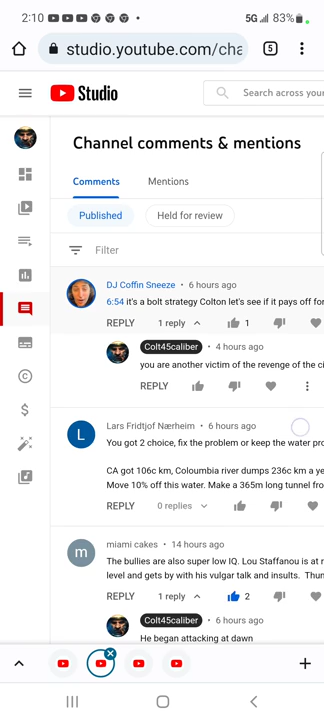 2:10
5G 83%
studio.youtube.com/cha
5
Studio
Search across your
Channel comments & mentions
Comments
Mentions
Published
Held for review
Filter
DJ Coffin Sneeze • 6 hours ago
6:54 it's a bolt strategy Colton let's see if it pays off for
REPLY 1 reply 1
Colt45caliber • 4 hours ago
you are another victim of the revenge of the ci
REPLY
L
Lars Fridtjof Nærheim • 6 hours ago
You got 2 choice, fix the problem or keep the water pro
CA got 106c km, Coloumbia river dumps 236c km a ye
Move 10% off this water. Make a 365m long tunnel fro
REPLY 0 replies
m
miami cakes • 14 hours ago
The bullies are also super low IQ. Lou Staffanou is at r
level and gets by with his vulgar talk and insults. Thun
REPLY 1 reply 2
Colt45caliber • 6 hours ago
He began attacking at dawn